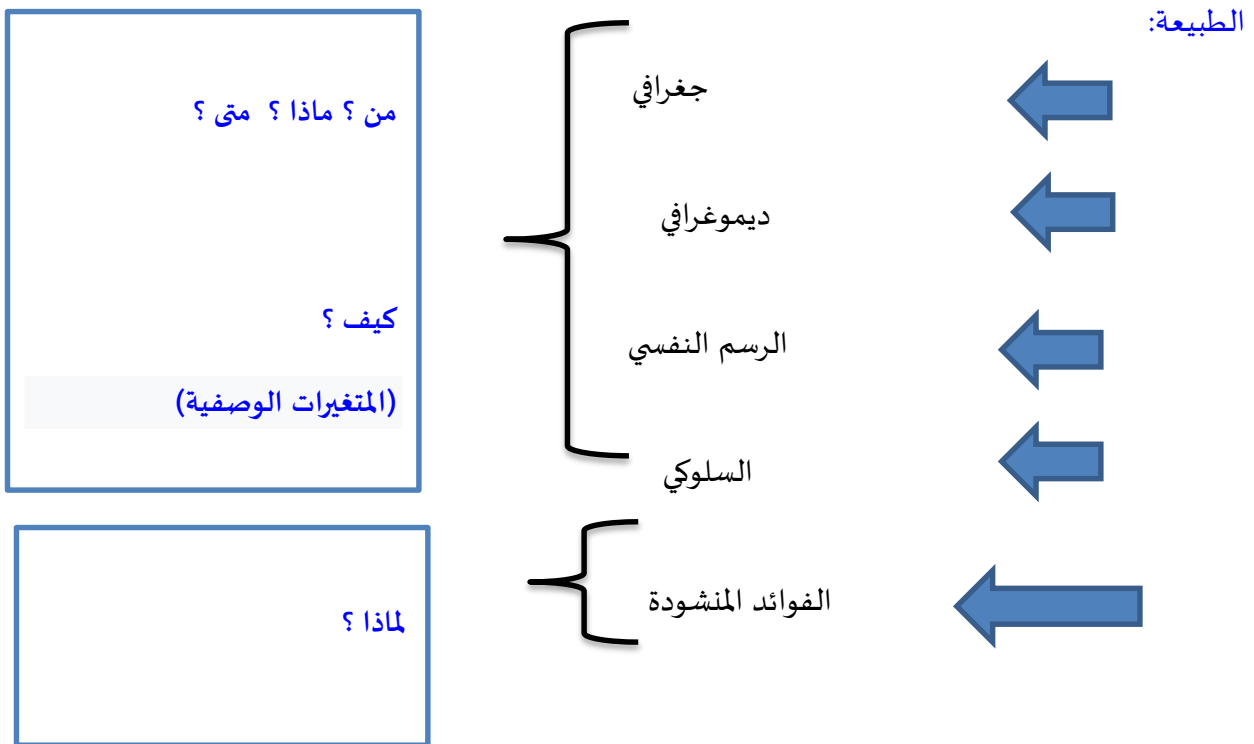 الطبيعة:
جغرافي
ديموغرافي
الرسم النفسي
السلوكي
من ؟ ماذا ؟ متى ؟
كيف ؟
(المتغيرات الوصفية)
الفوائد المنشودة
لماذا ؟